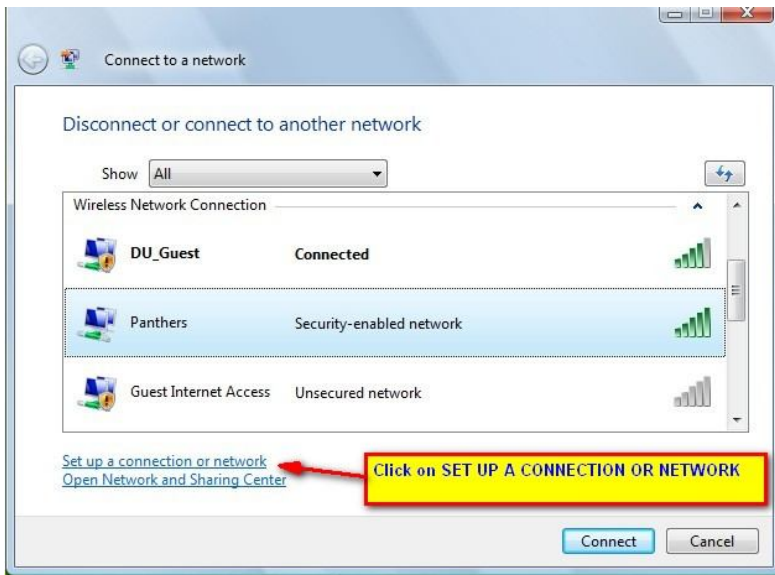 Connect to a network
Disconnect or connect to another network
Show All
Wireless Network Connection
DU_Guest Connected
Panthers Security-enabled network
Guest Internet Access Unsecured network
Set up a connection or network
Click on SET UP A CONNECTION OR NETWORK
Open Network and Sharing Center
Connect Cancel